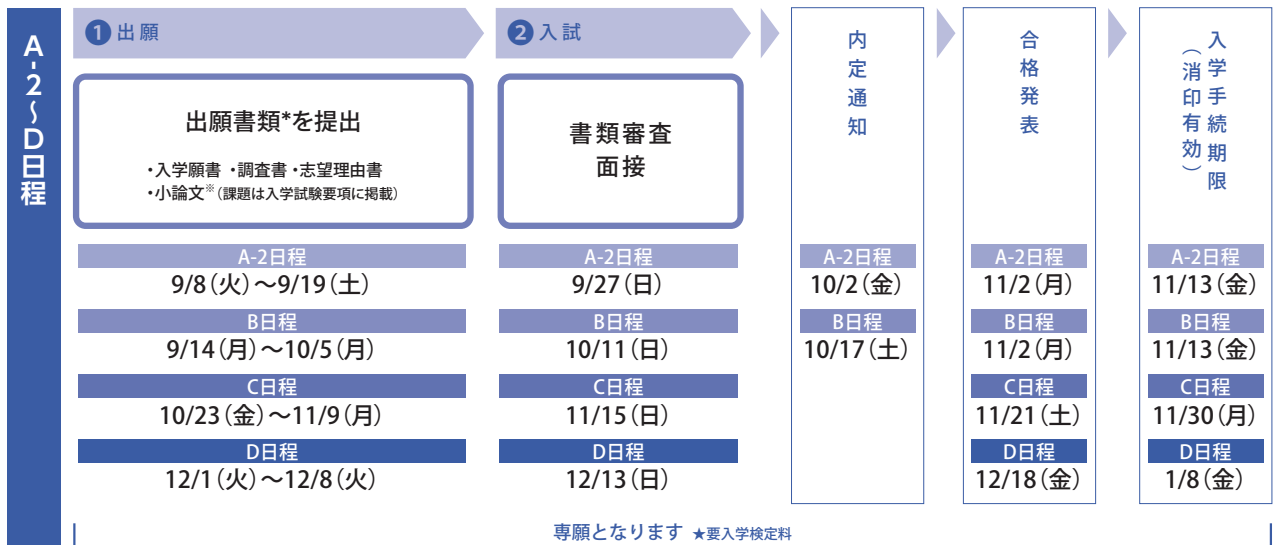 A-2～D日程
❶出願
❷入試
内定通知
合格発表
入学手続期限
（消印有効）
出願書類*を提出
・入学願書 ・調査書 ・志望理由書
・小論文※（課題は入学試験要項に掲載）
書類審査
面接
A-2日程
9/8（火）～9/19（土）
B日程
9/14（月）～10/5（月）
C日程
10/23（金）～11/9（月）
D日程
12/1（火）～12/8（火）
A-2日程
9/27（日）
B日程
10/11（日）
C日程
11/15（日）
D日程
12/13（日）
A-2日程
10/2（金）
B日程
10/17（土）
A-2日程
11/2（月）
B日程
11/2（月）
C日程
11/21（土）
D日程
12/18（金）
A-2日程
11/13（金）
B日程
11/13（金）
C日程
11/30（月）
D日程
1/8（金）
専願となります ★要入学検定料